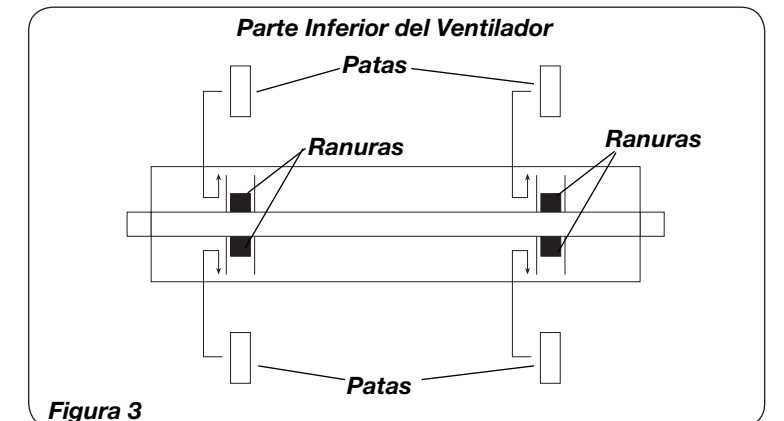 Parte Inferior del Ventilador
Patas
Ranuras
Ranuras
Patas
Figura 3